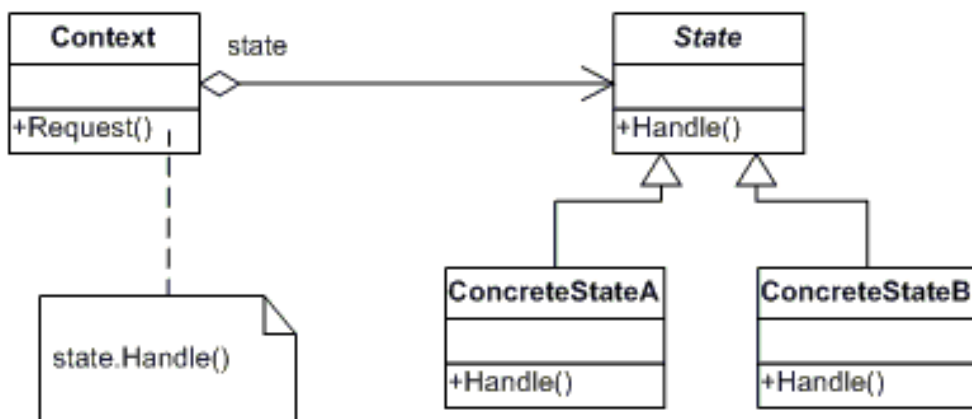 Context
state
State
+Request()
+Handle()
ConcreteStateA
ConcreteStateB
state.Handle()
+Handle()
+Handle()